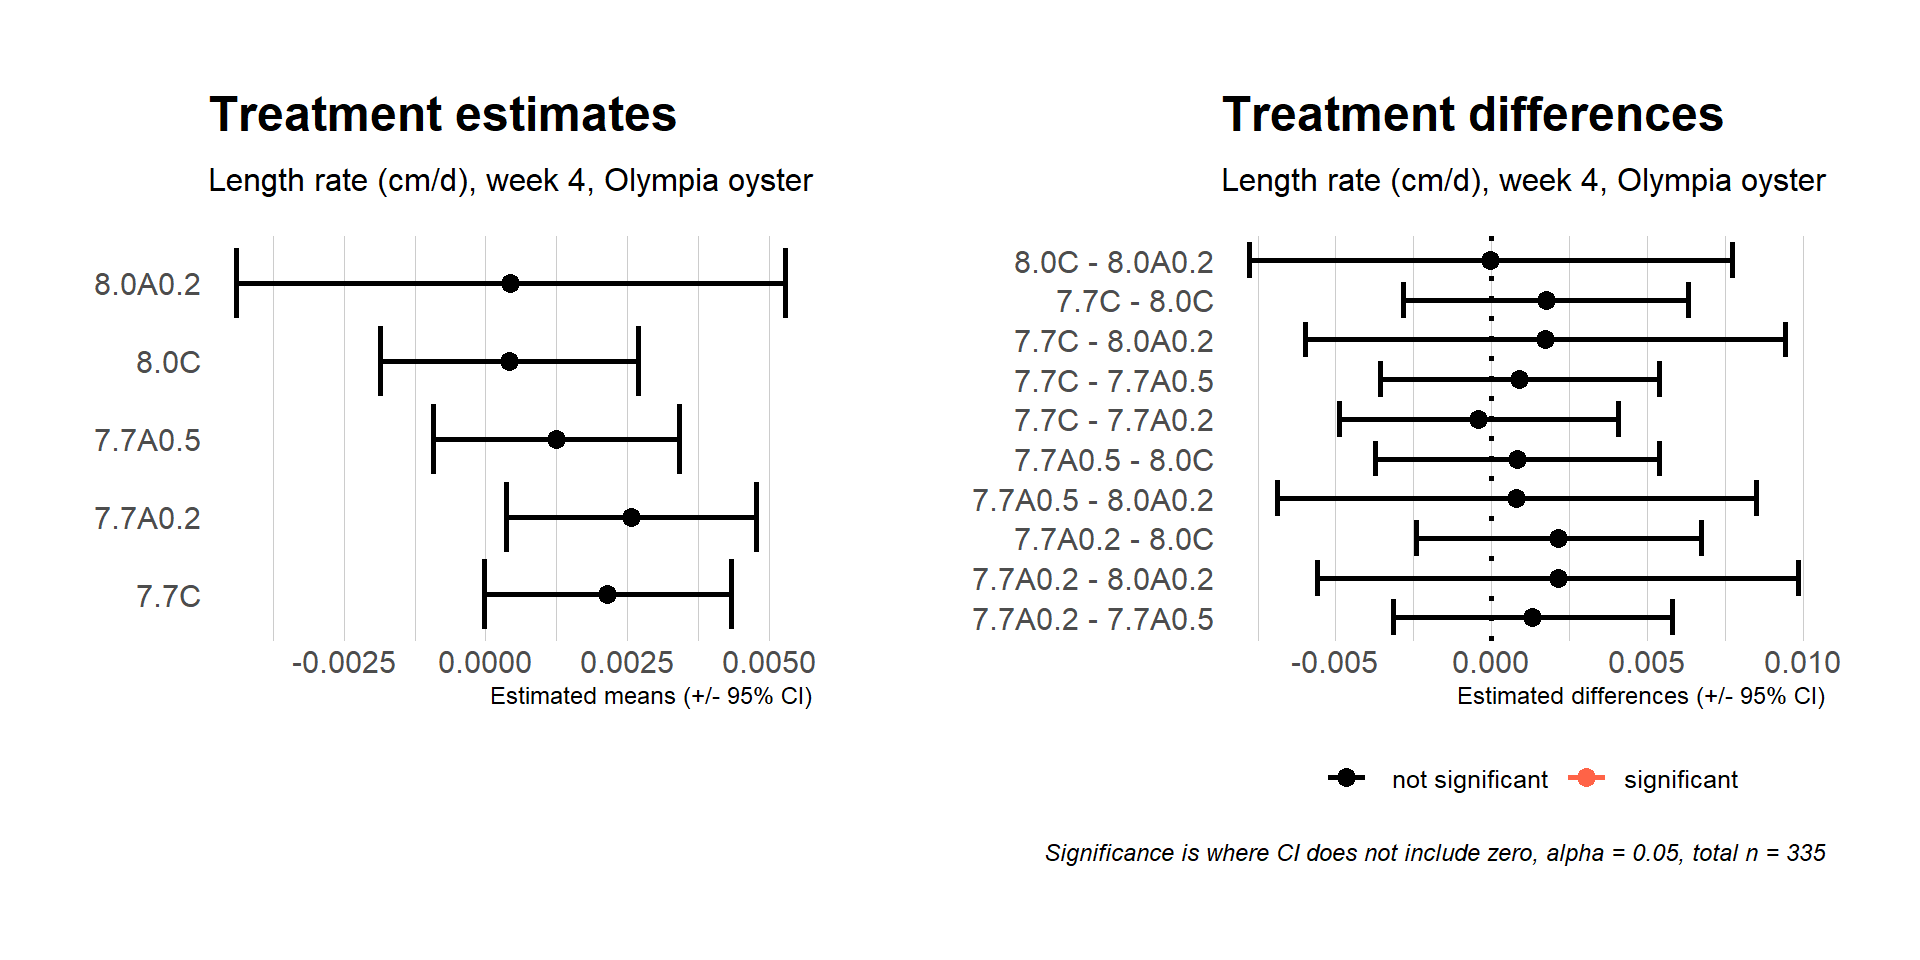 Treatment estimates
Length rate (cm/d), week 4, Olympia oyster
8.0A0.2
8.0C
7.7A0.5
7.7A0.2
7.7C
-0.0025 0.0000 0.0025 0.0050
Estimated means (+/- 95% CI)
Treatment differences
Length rate (cm/d), week 4, Olympia oyster
8.0C - 8.0A0.2
7.7C - 8.0C
7.7C - 8.0A0.2
7.7C - 7.7A0.5
7.7C - 7.7A0.2
7.7A0.5 - 8.0C
7.7A0.5 - 8.0A0.2
7.7A0.2 - 8.0C
7.7A0.2 - 8.0A0.2
7.7A0.2 - 7.7A0.5
-0.005 0.000 0.005 0.010
Estimated differences (+/- 95% CI)
not significant significant
Significance is where CI does not include zero, alpha = 0.05, total n = 335